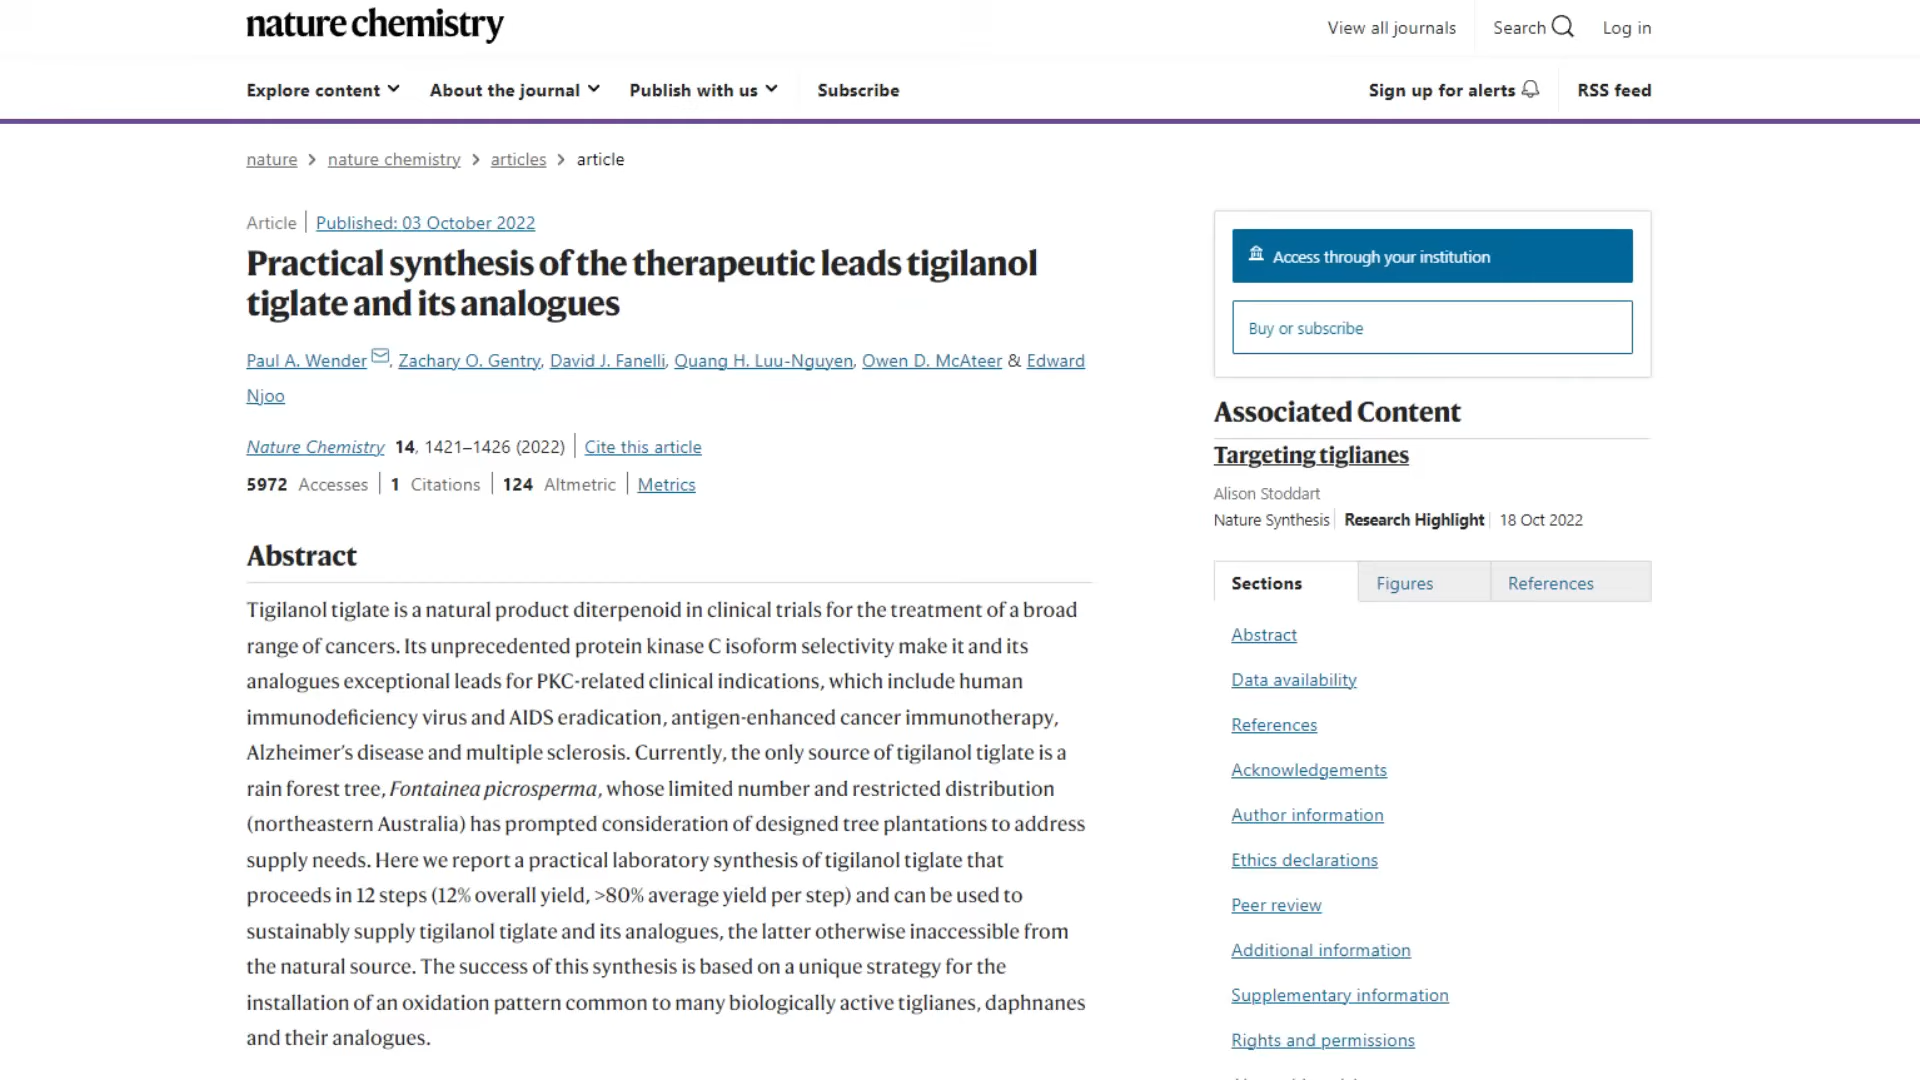 nature chemistry
View all journals
Search
Log in
Explore content
About the journal
Publish with us
Subscribe
Sign up for alerts
RSS feed
nature > nature chemistry > articles > article
Article
Published: 03 October 2022
Practical synthesis of the therapeutic leads tigilanol
tiglate and its analogues
Paul A. Wender, Zachary O. Gentry, David J. Fanelli, Quang H. Luu-Nguyen, Owen D. McAteer & Edward
Njoo
Nature Chemistry 14, 1421–1426 (2022)
Cite this article
5972 Accesses
1 Citations
124 Altmetric
Metrics
Abstract
Tigilanol tiglate is a natural product diterpenoid in clinical trials for the treatment of a broad
range of cancers. Its unprecedented protein kinase C isoform selectivity make it and its
analogues exceptional leads for PKC-related clinical indications, which include human
immunodeficiency virus and AIDS eradication, antigen-enhanced cancer immunotherapy,
Alzheimer’s disease and multiple sclerosis. Currently, the only source of tigilanol tiglate is a
rain forest tree, Fontainea picrosperma, whose limited number and restricted distribution
(northeastern Australia) has prompted consideration of designed tree plantations to address
supply needs. Here we report a practical laboratory synthesis of tigilanol tiglate that
proceeds in 12 steps (12% overall yield, >80% average yield per step) and can be used to
sustainably supply tigilanol tiglate and its analogues, the latter otherwise inaccessible from
the natural source. The success of this synthesis is based on a unique strategy for the
installation of an oxidation pattern common to many biologically active tiglianes, daphnanes
and their analogues.
Access through your institution
Buy or subscribe
Associated Content
Targeting tiglianes
Alison Stoddart
Nature Synthesis
Research Highlight
18 Oct 2022
Sections
Figures
References
Abstract
Data availability
References
Acknowledgements
Author information
Ethics declarations
Peer review
Additional information
Supplementary information
Rights and permissions